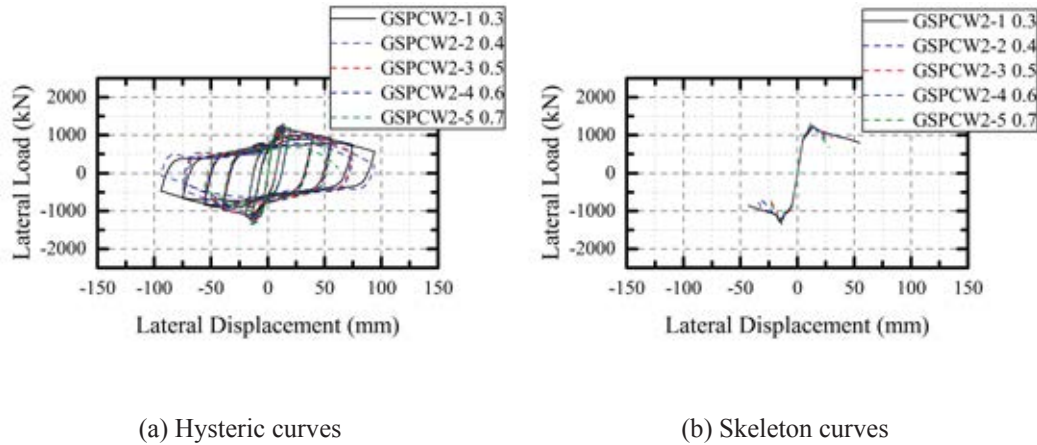 GSPCW2-1 0.3
GSPCW2-2 0.4
GSPCW2-3 0.5
GSPCW2-4 0.6
GSPCW2-5 0.7
2000
1000
0
-1000
-2000
Lateral Load (kN)
-150 -100 -50 0 50 100 150
Lateral Displacement (mm)
(a) Hysteric curves
GSPCW2-1 0.3
GSPCW2-2 0.4
GSPCW2-3 0.5
GSPCW2-4 0.6
GSPCW2-5 0.7
2000
1000
0
-1000
-2000
Lateral Load (kN)
-150 -100 -50 0 50 100 150
Lateral Displacement (mm)
(b) Skeleton curves